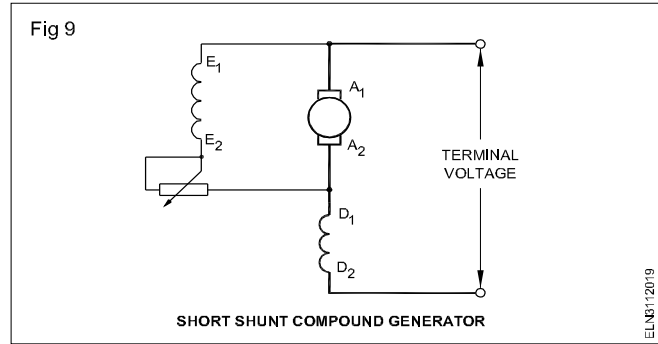 Fig 9
E1
E2
A1
A2
D1
D2
TERMINAL
VOLTAGE
SHORT SHUNT COMPOUND GENERATOR
ELN3112019